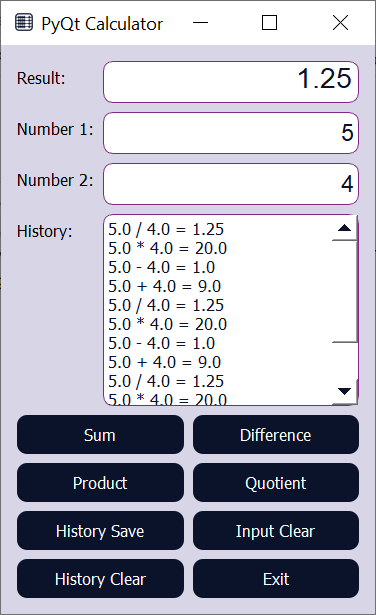 PyQt Calculator
Result: 1.25
Number 1: 5
Number 2: 4
History:
5.0 / 4.0 = 1.25
5.0 * 4.0 = 20.0
5.0 - 4.0 = 1.0
5.0 + 4.0 = 9.0
5.0 / 4.0 = 1.25
5.0 * 4.0 = 20.0
5.0 - 4.0 = 1.0
5.0 + 4.0 = 9.0
5.0 / 4.0 = 1.25
5.0 * 4.0 = 20.0
Sum Difference
Product Quotient
History Save Input Clear
History Clear Exit